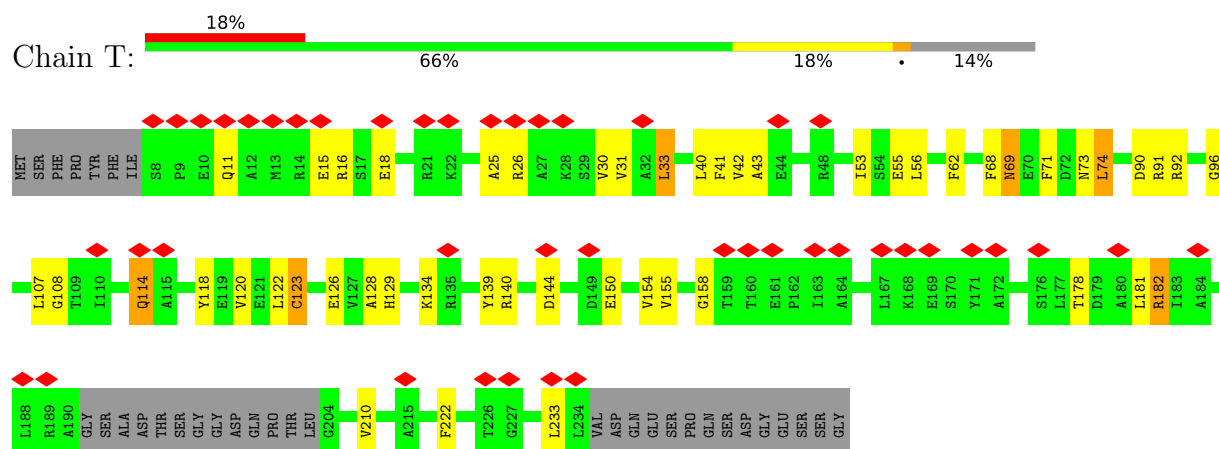 18%
Chain T:
66% 18% • 14%
MET SER PHE PRO TYR PHE ILE S8 P9 E10 Q11 A12 M13 R14 E15 R16 S17 E18 R21 K22 A25 R26 A27 K28 S29 V30 V31 A32 L33 L40 F41 V42 A43 E44 R48 I53 S54 E55 L56 F62 F68 N69 E70 F71 D72 N73 L74 D90 R91 R92 G96
L107 G108 T109 I110 Q114 A115 Y118 E119 V120 E121 L122 C123 E126 V127 A128 H129 K134 R135 Y139 R140 D144 D149 E150 V154 V155 G158 T159 T160 E161 P162 I163 A164 L167 K168 E169 S170 Y171 A172 S176 L177 T178 D179 A180 L181 R182 I183 A184
L188 R189 A190 GLY SER ALA ASP THR SER GLY GLY ASP GLN PRO THR LEU G204 V210 A215 F222 T226 G227 L233 L234 VAL ASP GLN GLU SER PRO GLN SER ASP GLY GLU SER SER GLY